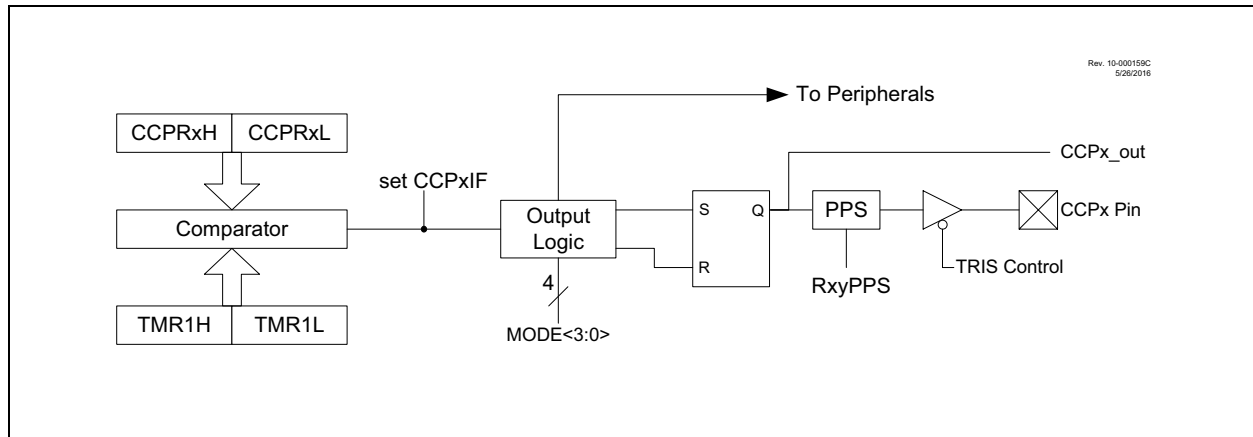 Rev. 10-000159C
5/26/2016
To Peripherals
CCPRxH CCPRxL
CCPx_out
set CCPxIF
S Q
PPS
CCPx Pin
Comparator
Output
Logic
R
TRIS Control
4
RxyPPS
TMR1H TMR1L
MODE<3:0>